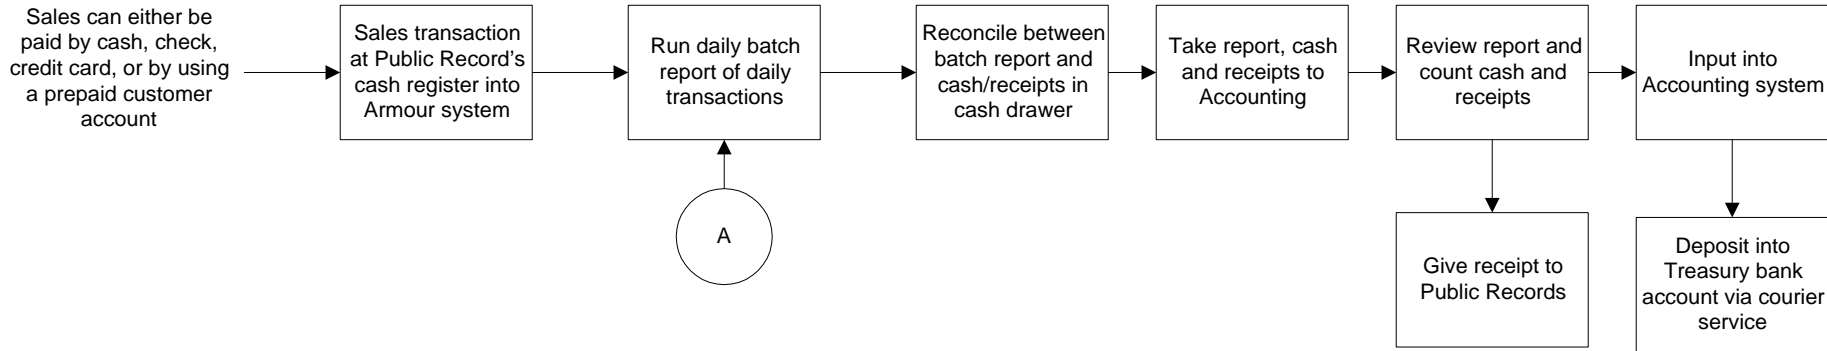 Sales can either be
paid by cash, check,
credit card, or by using
a prepaid customer
account
Sales transaction
at Public Record’s
cash register into
Armour system
Run daily batch
report of daily
transactions
Reconcile between
batch report and
cash/receipts in
cash drawer
Take report, cash
and receipts to
Accounting
Review report and
count cash and
receipts
Input into
Accounting system
A
Give receipt to
Public Records
Deposit into
Treasury bank
account via courier
service